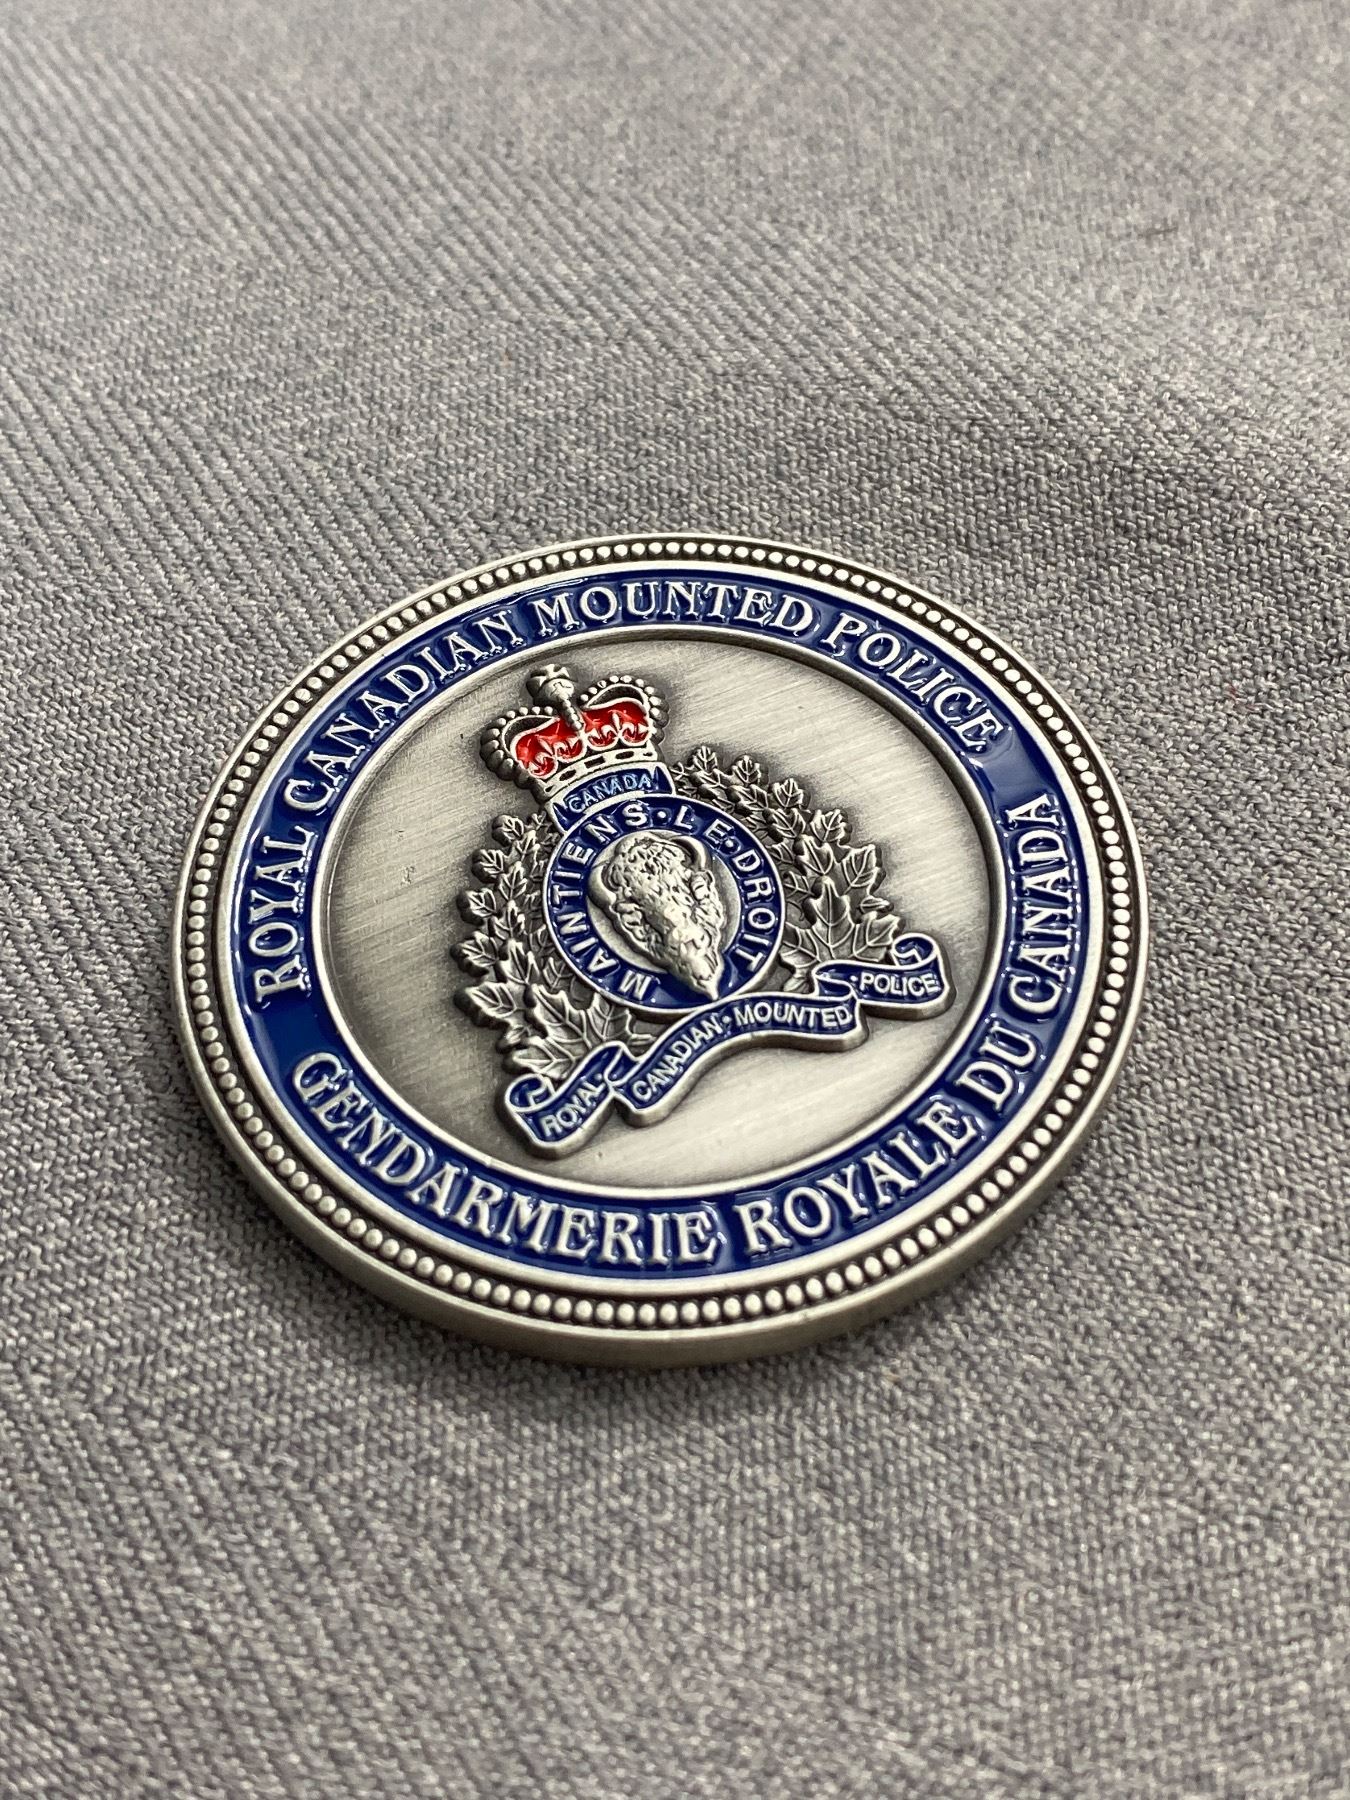 ROYAL CANADIAN MOUNTED POLICE
CANADA
MAINTIENS·LE·DROIT
ROYAL·CANADIAN·MOUNTED·POLICE
GENDARMERIE ROYALE DU CANADA